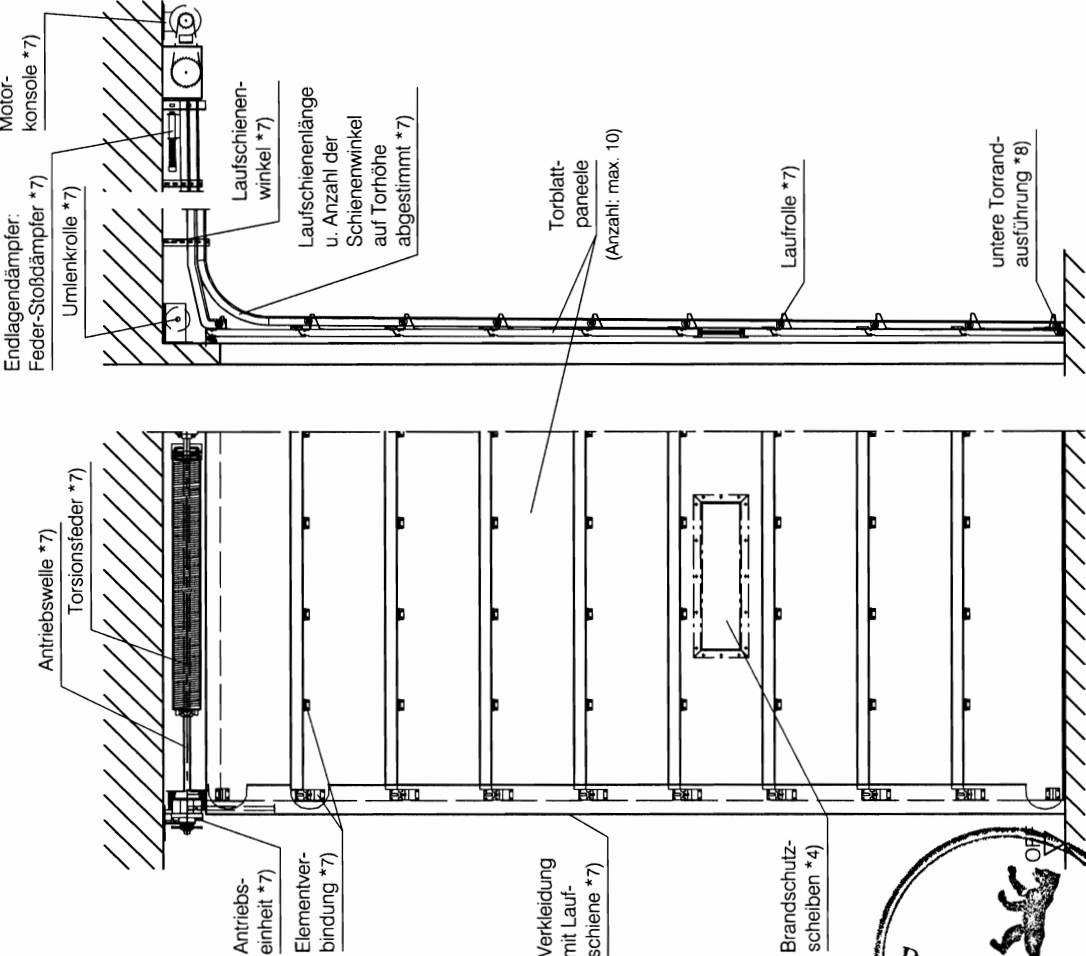 Motor-
konsole *7)
Endlagendämpfer:
Feder-Stoßdämpfer *7)
Umlenkrolle *7)
Laufschienen-
winkel *7)
Laufschienenlänge
u. Anzahl der
Schienenwinkel
auf Torhöhe
abgestimmt *7)
Torblatt-
paneele
(Anzahl: max. 10)
Laufrolle *7)
untere Torrand-
ausführung *8)
Antriebswelle *7)
Torsionsfeder *7)
Antriebs-
einheit *7)
Elementver-
bindung *7)
Verkleidung
mit Lauf-
schiene *7)
Brandschutz-
scheiben *4)